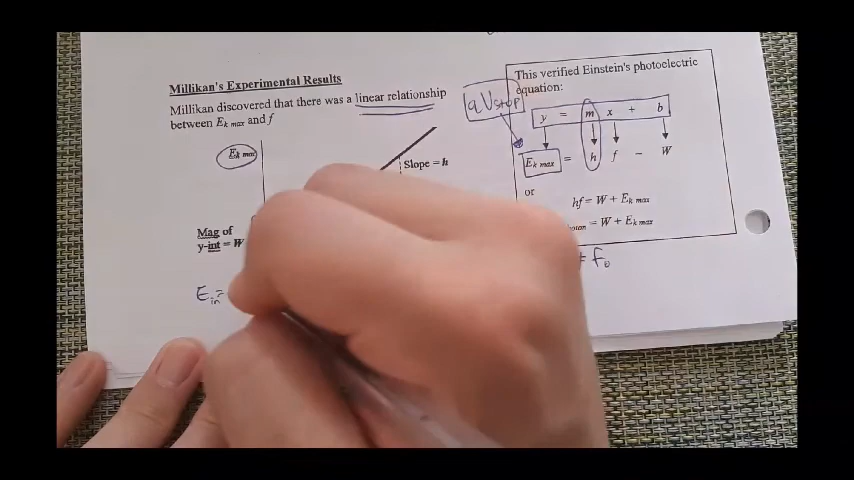 Millikan's Experimental Results
Millikan discovered that there was a linear relationship
between Ek max and f
Ek max
Slope = h
Mag of
y-int = W
Ein =
qVstop
This verified Einstein's photoelectric
equation:
y = m x + b
Ek max = h f - W
or
hf = W + Ek max
= W + Ek max
f0